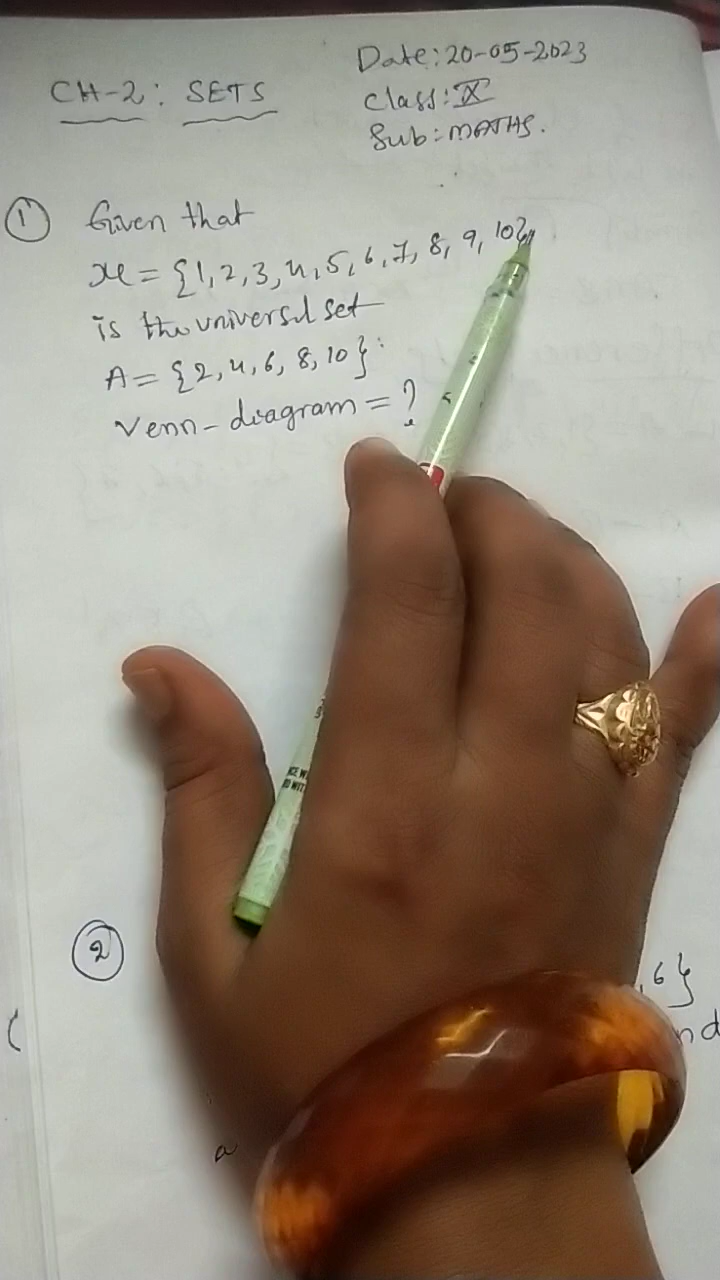 CH-2: SETS
Date: 20-05-2023
Class: X
Sub: MATHS.
① Given that
μ = {1, 2, 3, 4, 5, 6, 7, 8, 9, 10}
is the universal set
A = {2, 4, 6, 8, 10}:
Venn-diagram = ?
②
, 6}
nd
a